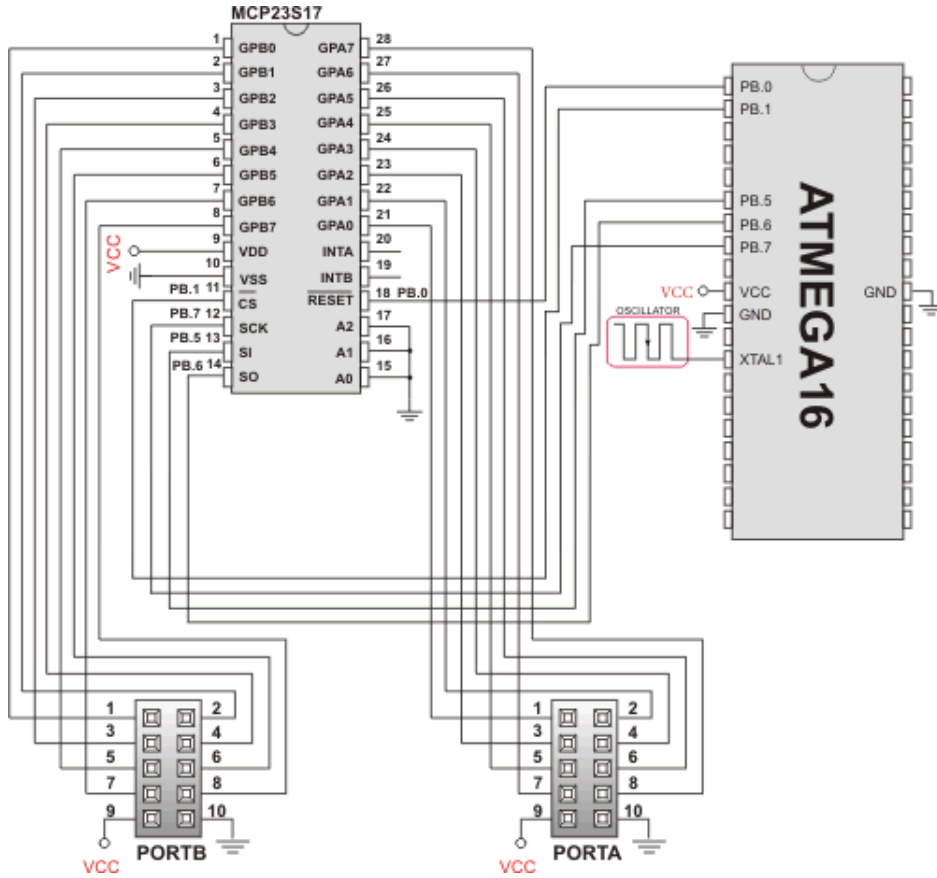 MCP23S17
1 GPB0 GPA7 28
2 GPB1 GPA6 27
3 GPB2 GPA5 26
4 GPB3 GPA4 25
5 GPB4 GPA3 24
6 GPB5 GPA2 23
7 GPB6 GPA1 22
8 GPB7 GPA0 21
VCC 9 VDD INTA 20
10 VSS INTB 19
PB.1 11 CS RESET 18 PB.0
PB.7 12 SCK A2 17
PB.5 13 SI A1 16
PB.6 14 SO A0 15
PB.0
PB.1
PB.5
PB.6
PB.7
VCC VCC GND
GND
OSCILLATOR
XTAL1
ATMEGA16
1 2
3 4
5 6
7 8
9 10
VCC
PORTB
1 2
3 4
5 6
7 8
9 10
VCC
PORTA